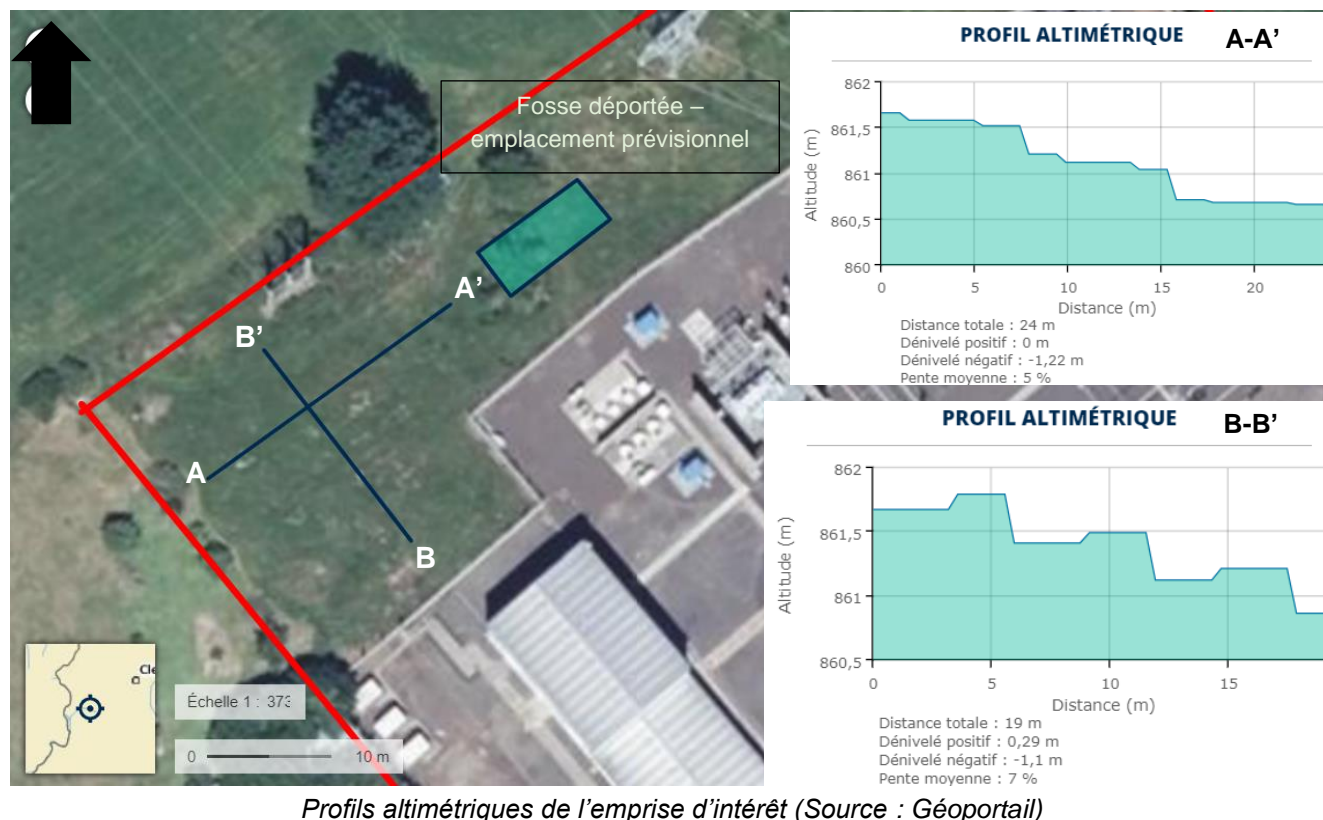 Fosse déportée –
emplacement prévisionnel
A
A’
B
B’
Échelle 1 : 373
0
10 m
PROFIL ALTIMÉTRIQUE A-A’
Altitude (m)
862
861,5
861
860,5
860
0 5 10 15 20
Distance (m)
Distance totale : 24 m
Dénivelé positif : 0 m
Dénivelé négatif : -1,22 m
Pente moyenne : 5 %
PROFIL ALTIMÉTRIQUE B-B’
Altitude (m)
862
861,5
861
860,5
0 5 10 15
Distance (m)
Distance totale : 19 m
Dénivelé positif : 0,29 m
Dénivelé négatif : -1,1 m
Pente moyenne : 7 %
Profils altimétriques de l’emprise d’intérêt (Source : Géoportail)